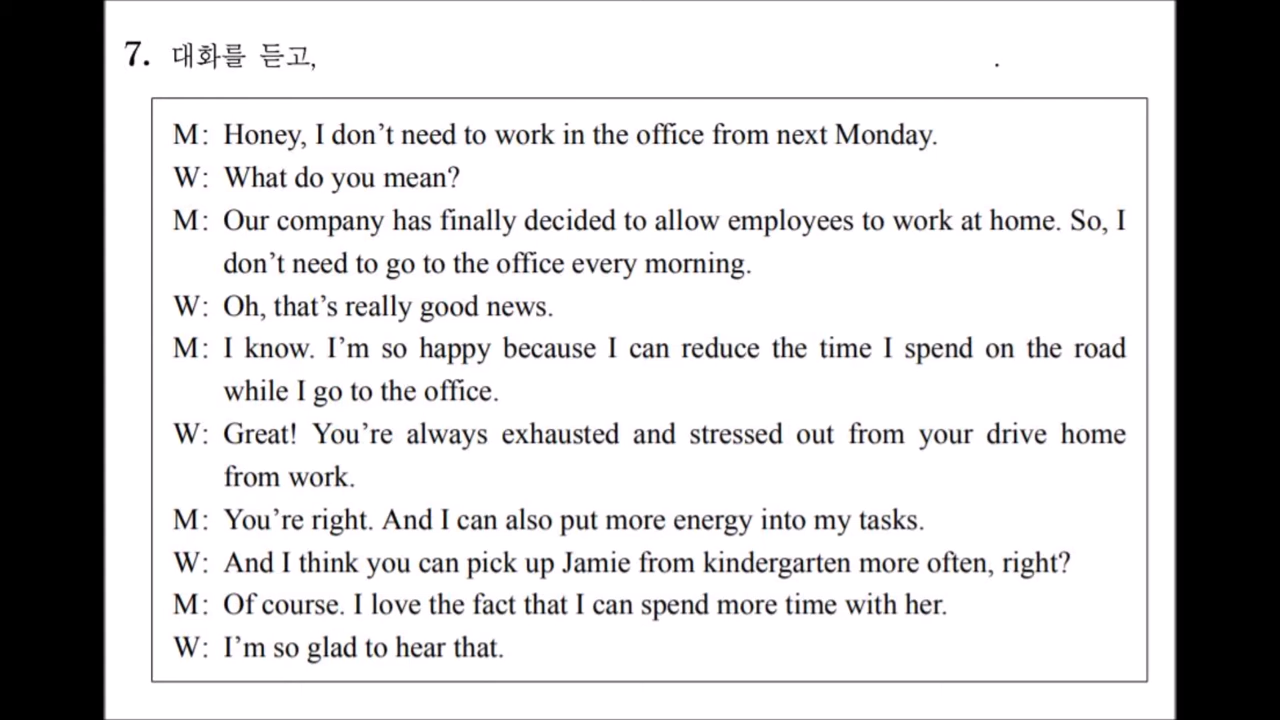 7. 대화를 듣고, .
M: Honey, I don’t need to work in the office from next Monday.
W: What do you mean?
M: Our company has finally decided to allow employees to work at home. So, I
don’t need to go to the office every morning.
W: Oh, that’s really good news.
M: I know. I’m so happy because I can reduce the time I spend on the road
while I go to the office.
W: Great! You’re always exhausted and stressed out from your drive home
from work.
M: You’re right. And I can also put more energy into my tasks.
W: And I think you can pick up Jamie from kindergarten more often, right?
M: Of course. I love the fact that I can spend more time with her.
W: I’m so glad to hear that.